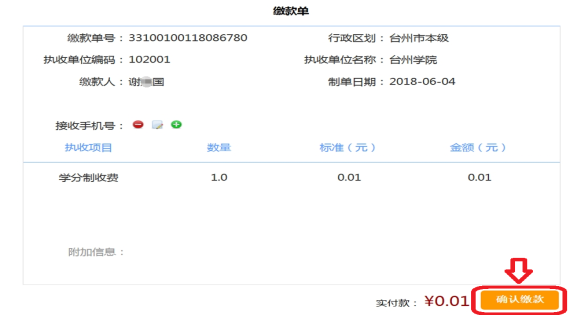 缴款单
缴款单号：33100100118086780 行政区划：台州市本级
执收单位编码：102001 执收单位名称：台州学院
缴款人：谢 国 制单日期：2018-06-04
接收手机号：
执收项目 数量 标准（元） 金额（元）
学分制收费 1.0 0.01 0.01
附加信息：
实付款：¥0.01 确认缴款